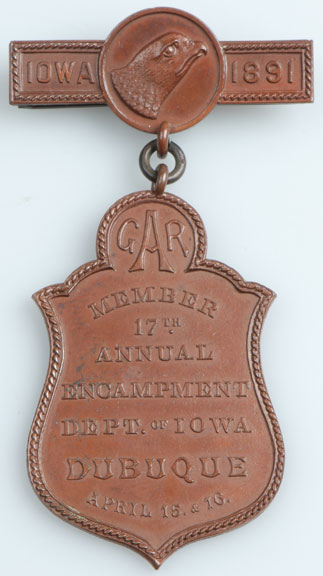 IOWA 1891
GAR
MEMBER
17TH
ANNUAL
ENCAMPMENT
DEPT. OF IOWA
DUBUQUE
APRIL 15. & 16.